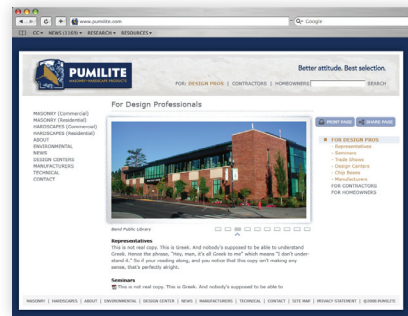 www.pumilite.com
Google
CC▾ NEWS (1169)▾ RESEARCH▾ RESOURCES▾
PUMILITE
MASONRY+HARDSCAPE PRODUCTS
Better attitude. Best selection.
FOR: DESIGN PROS | CONTRACTORS | HOMEOWNERS SEARCH
For Design Professionals
PRINT PAGE SHARE PAGE
MASONRY (Commercial)
MASONRY (Residential)
HARDSCAPES (Commercial)
HARDSCAPES (Residential)
ABOUT
ENVIRONMENTAL
NEWS
DESIGN CENTERS
MANUFACTURERS
TECHNICAL
CONTACT
FOR DESIGN PROS
- Representatives
- Seminars
- Trade Shows
- Design Centers
- Chip Boxes
- Manufacturers
FOR CONTRACTORS
FOR HOMEOWNERS
Bend Public Library
Representatives
This is not real copy. This is Greek. And nobody's supposed to be able to understand
Greek. Hence the phrase, "Hey, man, it's all Greek to me" which means "I don't under-
stand it." So if your reading along, and you notice that this copy isn't making any
sense, that's perfectly alright.
Seminars
This is not real copy. This is Greek. And nobody's supposed to be able to
MASONRY | HARDSCAPES | ABOUT | ENVIRONMENTAL | DESIGN CENTER | NEWS | MANUFACTURERS | TECHNICAL | CONTACT | SITE MAP | PRIVACY STATEMENT | ©2008 PUMILITE